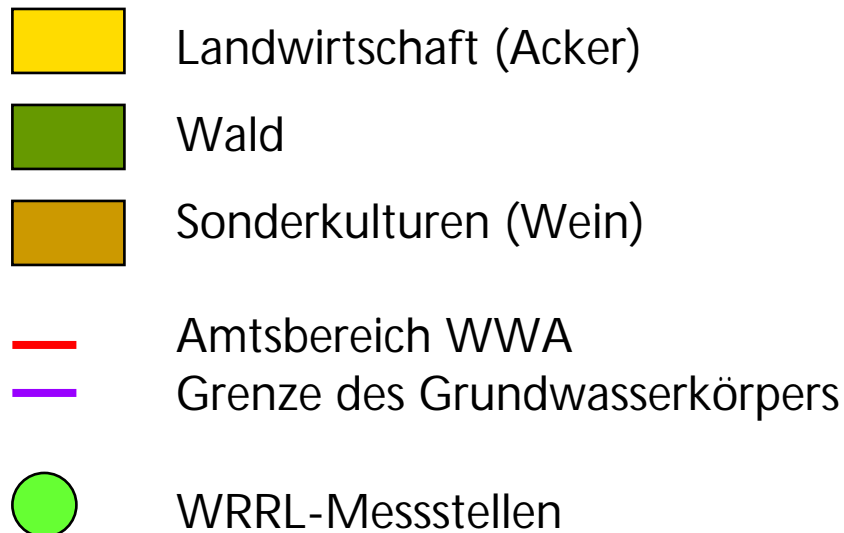 Landwirtschaft (Acker)
Wald
Sonderkulturen (Wein)
Amtsbereich WWA
Grenze des Grundwasserkörpers
WRRL-Messstellen